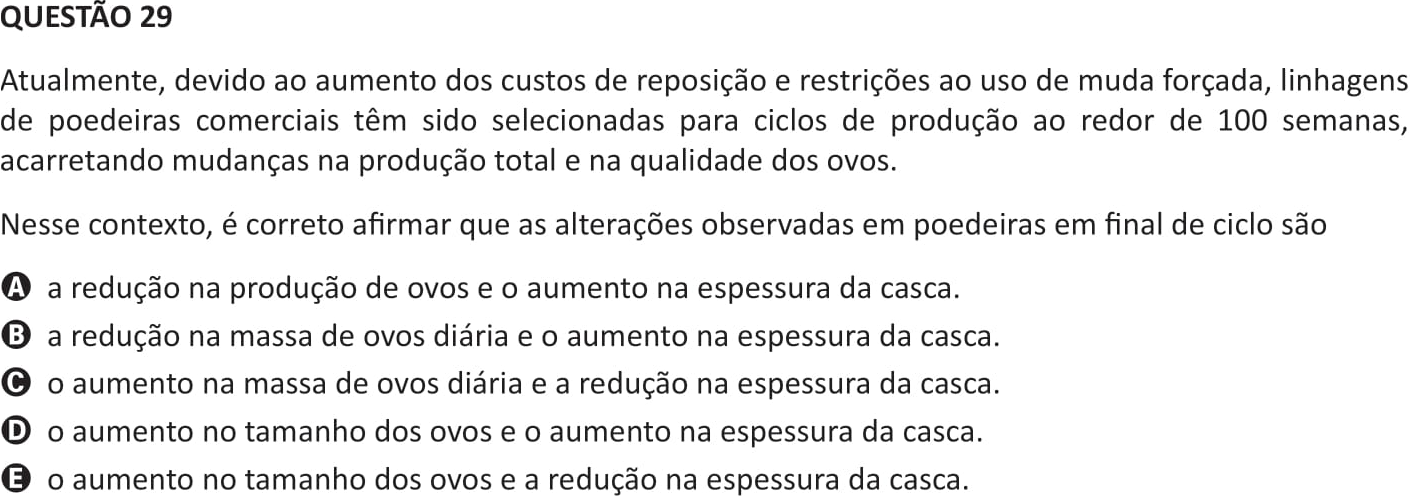 QUESTÃO 29
Atualmente, devido ao aumento dos custos de reposição e restrições ao uso de muda forçada, linhagens
de poedeiras comerciais têm sido selecionadas para ciclos de produção ao redor de 100 semanas,
acarretando mudanças na produção total e na qualidade dos ovos.
Nesse contexto, é correto afirmar que as alterações observadas em poedeiras em final de ciclo são
A a redução na produção de ovos e o aumento na espessura da casca.
B a redução na massa de ovos diária e o aumento na espessura da casca.
C o aumento na massa de ovos diária e a redução na espessura da casca.
D o aumento no tamanho dos ovos e o aumento na espessura da casca.
E o aumento no tamanho dos ovos e a redução na espessura da casca.